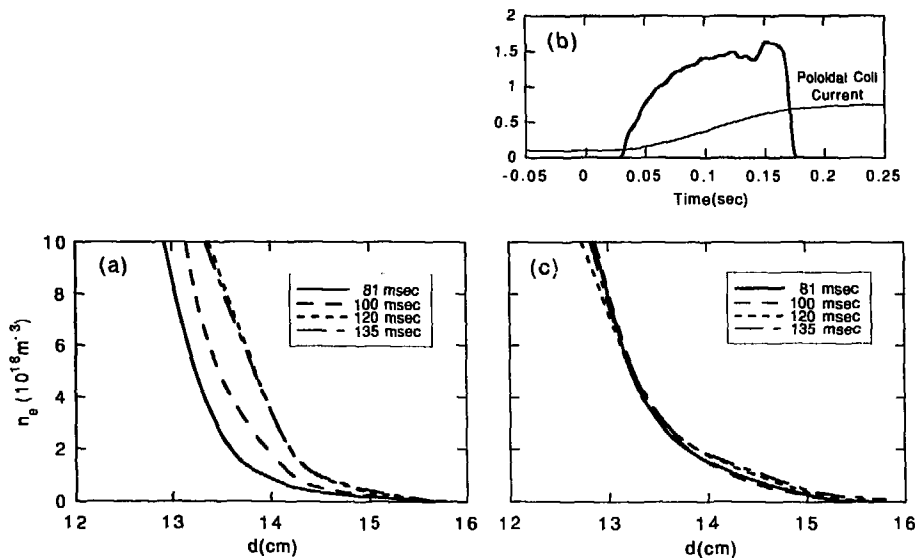 (b)
2
1.5
1
0.5
0
Poloidal Coil
Current
-0.05 0 0.05 0.1 0.15 0.2 0.25
Time(sec)
(a)
n_e (10^18 m^-3)
10
8
6
4
2
0
81 msec
100 msec
120 msec
135 msec
12 13 14 15 16
d(cm)
(c)
81 msec
100 msec
120 msec
135 msec
12 13 14 15 16
d(cm)